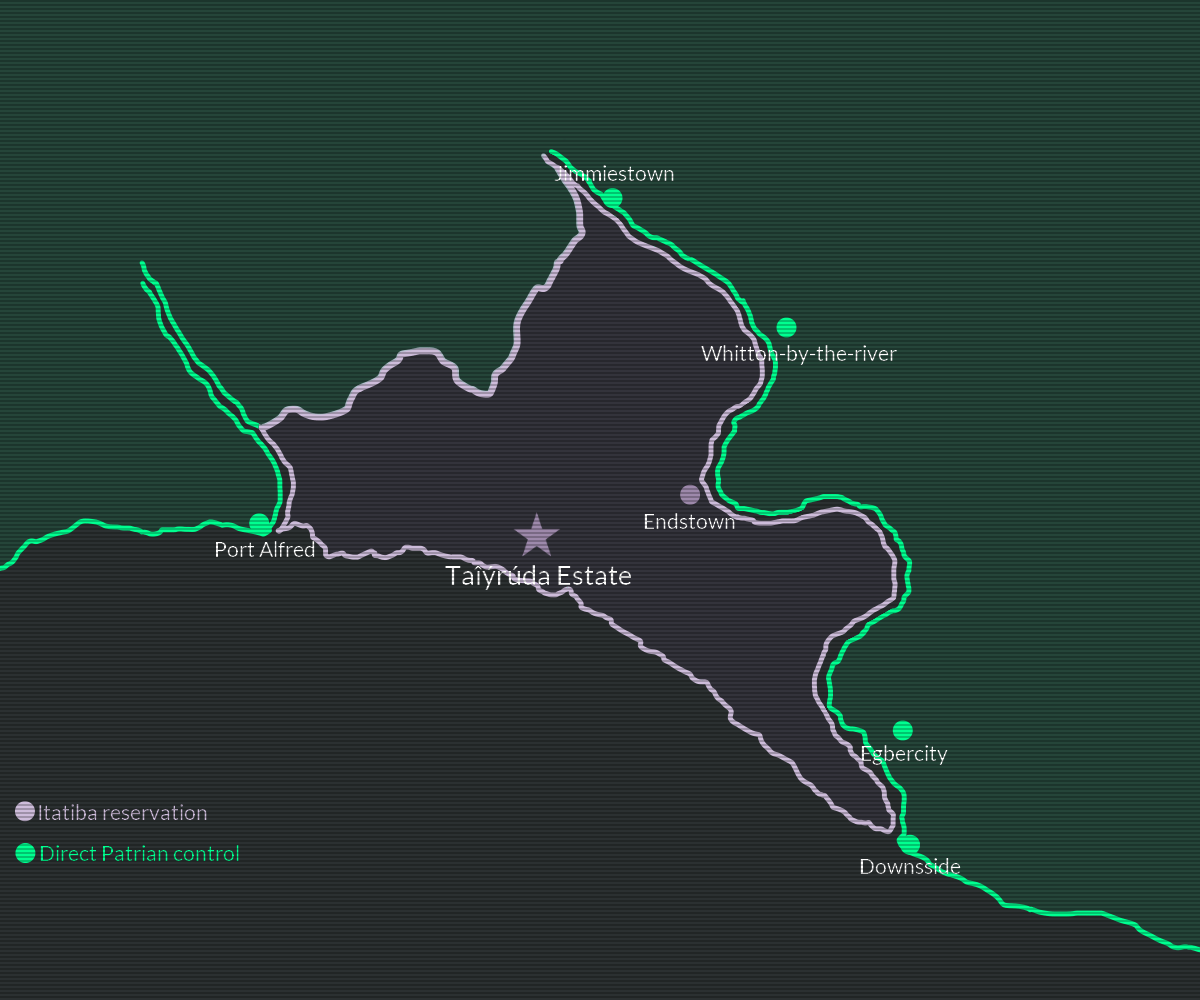 Jimmiestown
Whitton-by-the-river
Endstown
Port Alfred
Taîyrúda Estate
Egbercity
Itatiba reservation
Direct Patrian control
Downsside